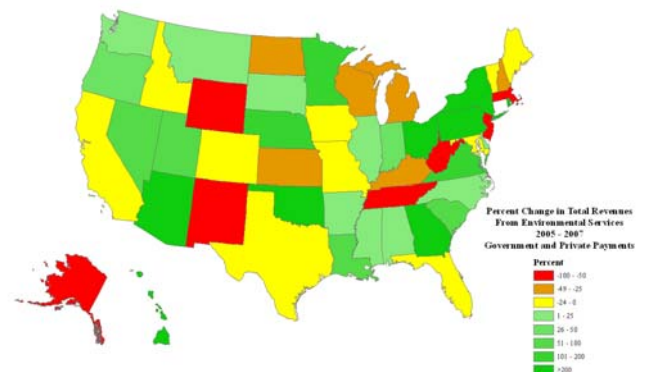 Percent Change in Total Revenues
From Environmental Services
2005 - 2007
Government and Private Payments
Percent
-100 - -50
-49 - -25
-24 - 0
1 - 25
26 - 50
51 - 100
101 - 200
>200